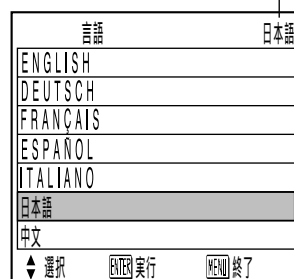 言語 日本語
ENGLISH
DEUTSCH
FRANÇAIS
ESPAÑOL
ITALIANO
日本語
中文
選択 ENTER 実行 MENU 終了